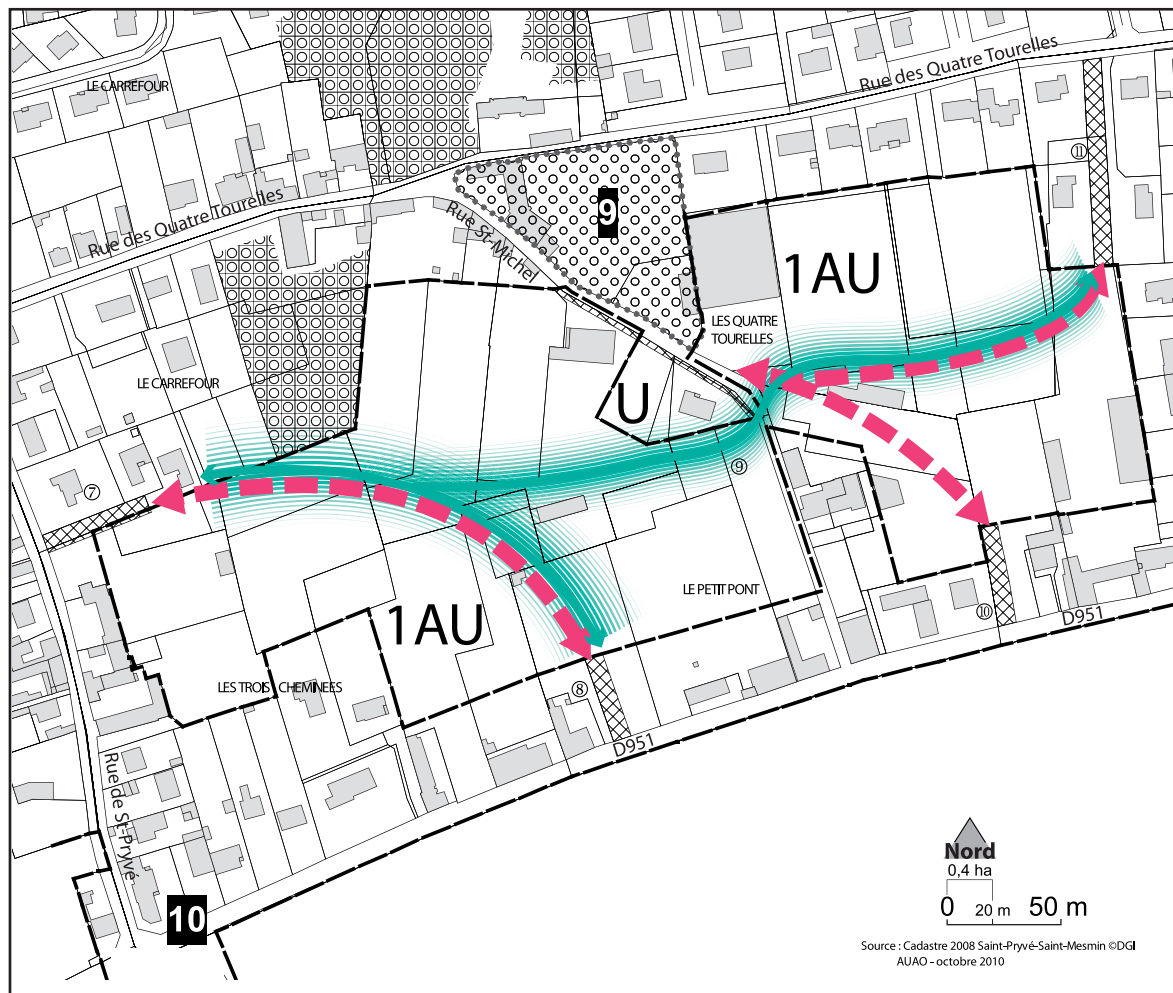 Rue des Quatre Tourelles
LE CARREFOUR
⑪
Rue des Quatre Tourelles
9
Rue St-Michel
1AU
LES QUATRE
TOURELLES
LE CARREFOUR
U
⑦
⑨
LE PETIT PONT
1AU
⑩
D951
LES TROIS CHEMINEES
⑧
D951
Rue de St-Pryvé
10
Nord
0,4 ha
0 20 m 50 m
Source : Cadastre 2008 Saint-Pryvé-Saint-Mesmin ©DGI
AUAO - octobre 2010